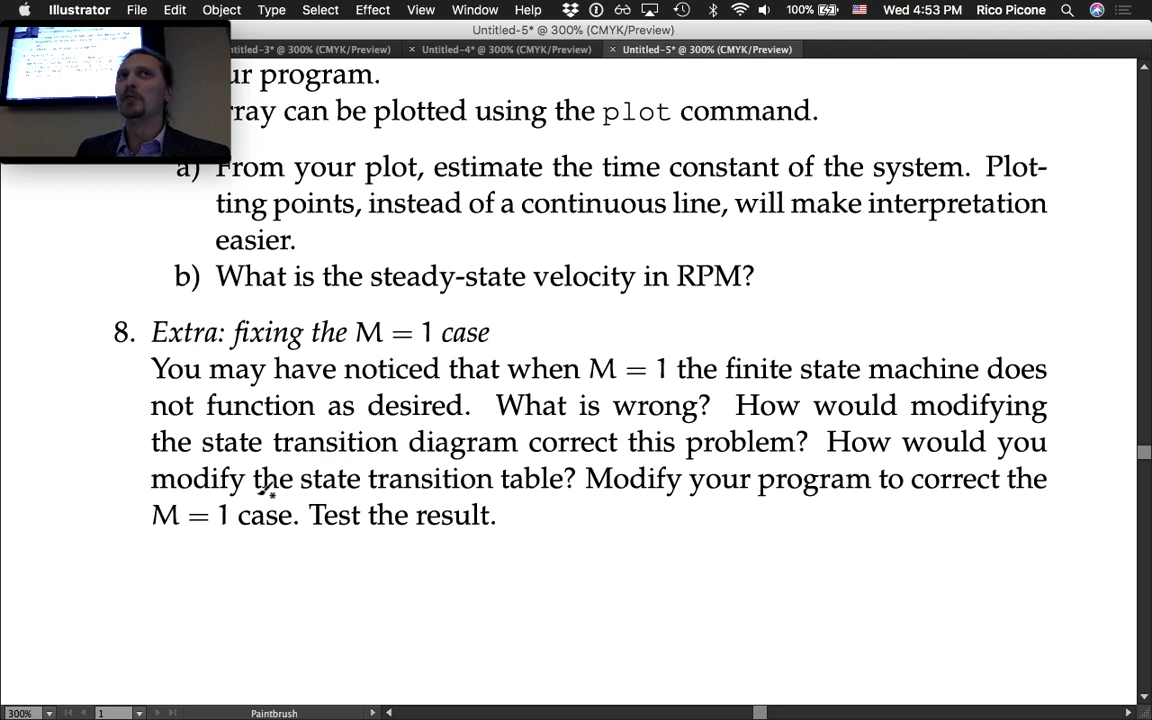 Illustrator File Edit Object Type Select Effect View Window Help 100% Wed 4:53 PM Rico Picone
Untitled-5* @ 300% (CMYK/Preview)
ntitled-3* @ 300% (CMYK/Preview) × Untitled-4* @ 300% (CMYK/Preview) × Untitled-5* @ 300% (CMYK/Preview)
ur program.
rray can be plotted using the plot command.
a) From your plot, estimate the time constant of the system. Plot-
ting points, instead of a continuous line, will make interpretation
easier.
b) What is the steady-state velocity in RPM?
8. Extra: fixing the M = 1 case
You may have noticed that when M = 1 the finite state machine does
not function as desired. What is wrong? How would modifying
the state transition diagram correct this problem? How would you
modify the state transition table? Modify your program to correct the
M = 1 case. Test the result.
300% 1 Paintbrush